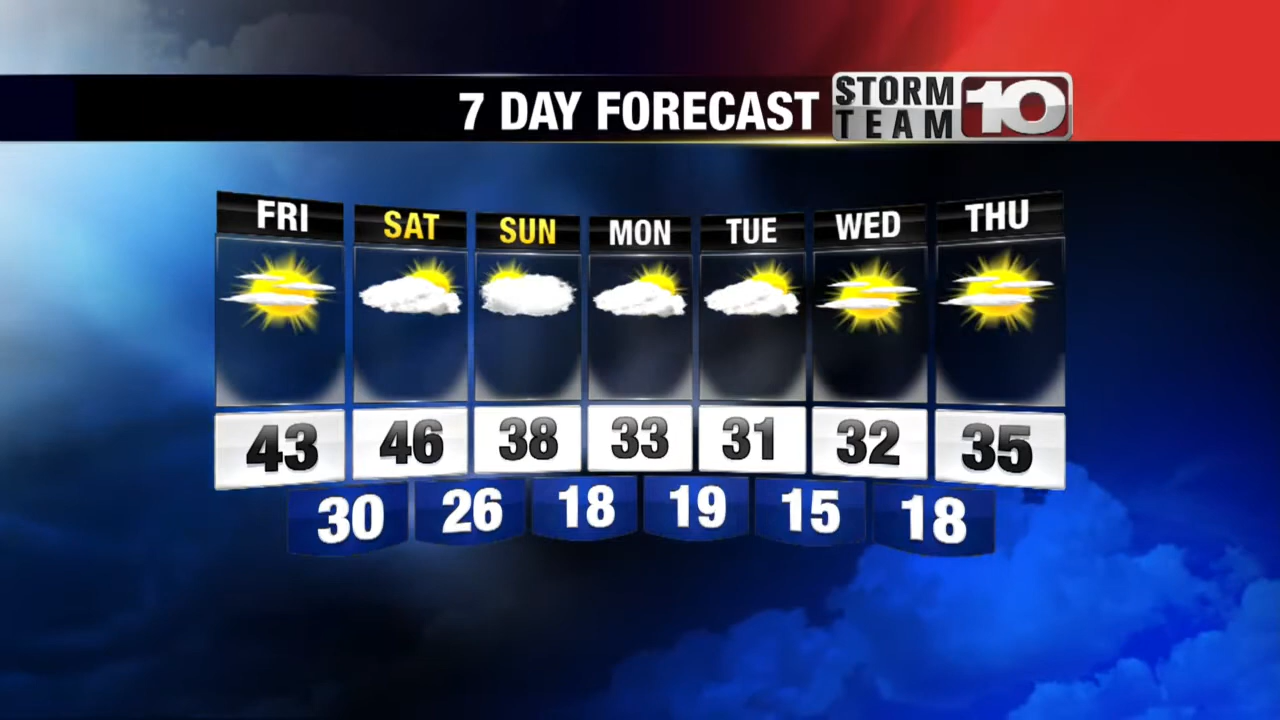 7 DAY FORECAST
STORM TEAM 10
FRI SAT SUN MON TUE WED THU
43 46 38 33 31 32 35
30 26 18 19 15 18